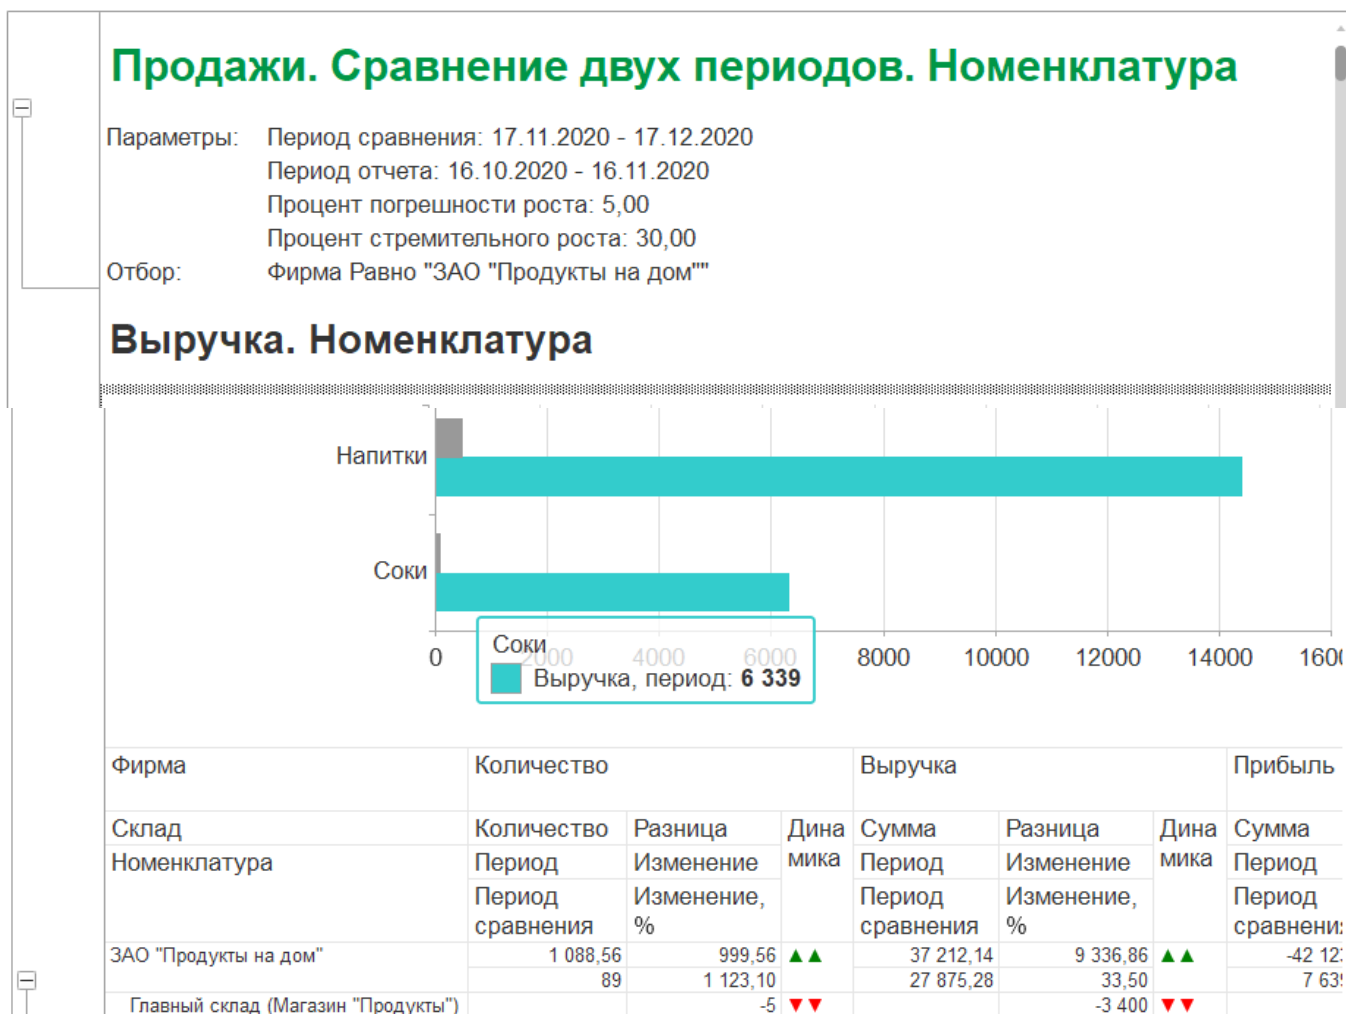 Продажи. Сравнение двух периодов. Номенклатура
Параметры: Период сравнения: 17.11.2020 - 17.12.2020
Период отчета: 16.10.2020 - 16.11.2020
Процент погрешности роста: 5,00
Процент стремительного роста: 30,00
Отбор: Фирма Равно "ЗАО "Продукты на дом""
Выручка. Номенклатура
Напитки
Соки
0 2000 4000 6000 8000 10000 12000 14000
Соки
Выручка, период: 6 339
Фирма Количество Выручка Прибыль
Склад Количество Разница Дина Сумма Разница Дина Сумма
Номенклатура Период Изменение мика Период Изменение мика Период
Период Изменение, Период Изменение, Период
сравнения % сравнения %
ЗАО "Продукты на дом" 1 088,56 999,56 ▲▲ 37 212,14 9 336,86 ▲▲
89 1 123,10 27 875,28 33,50
Главный склад (Магазин "Продукты") -5 ▼▼ -3 400 ▼▼